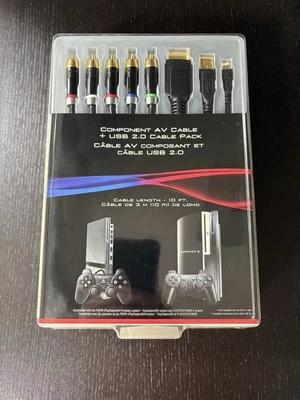 Component AV Cable
+ USB 2.0 Cable Pack
Câble AV composant et
câble USB 2.0
Cable length - 10 ft.
Câble de 3 m (10 pi) de long